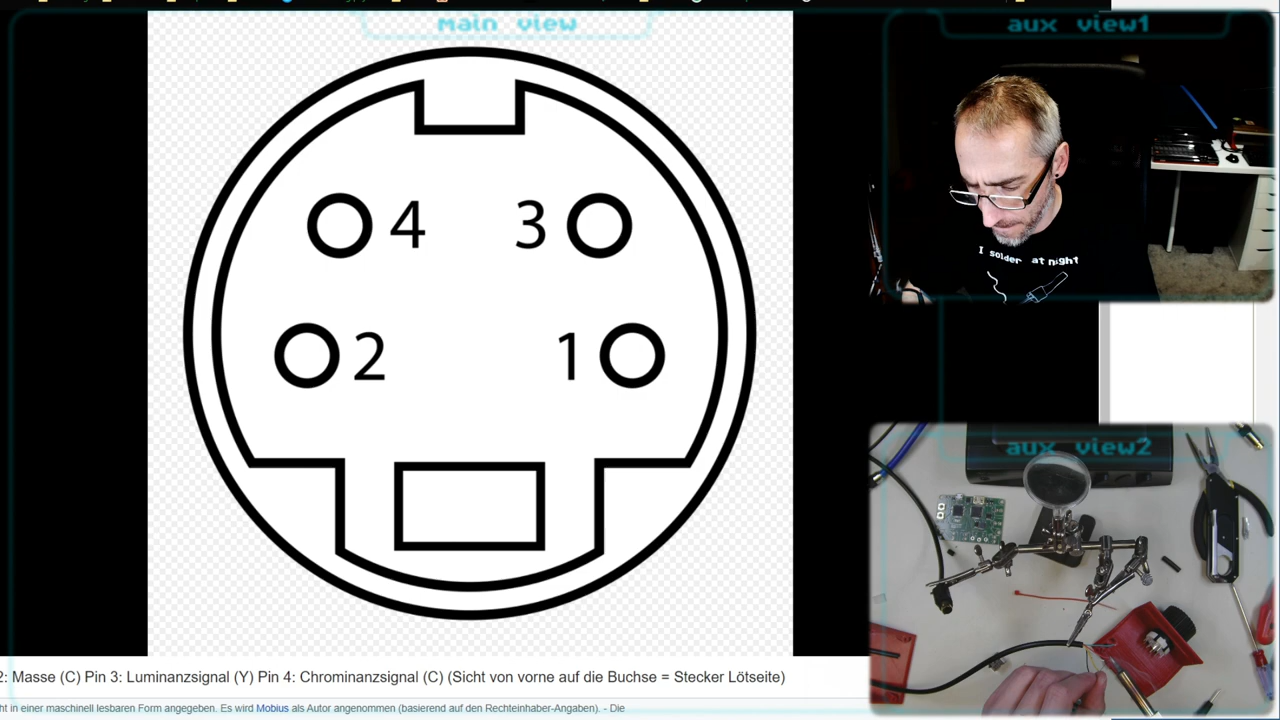 main view
aux view1
4 3
2 1
I solder at night
aux view2
2: Masse (C) Pin 3: Luminanzsignal (Y) Pin 4: Chrominanzsignal (C) (Sicht von vorne auf die Buchse = Stecker Lötseite)
ht in einer maschinell lesbaren Form angegeben. Es wird Mobius als Autor angenommen (basierend auf den Rechteinhaber-Angaben). - Die